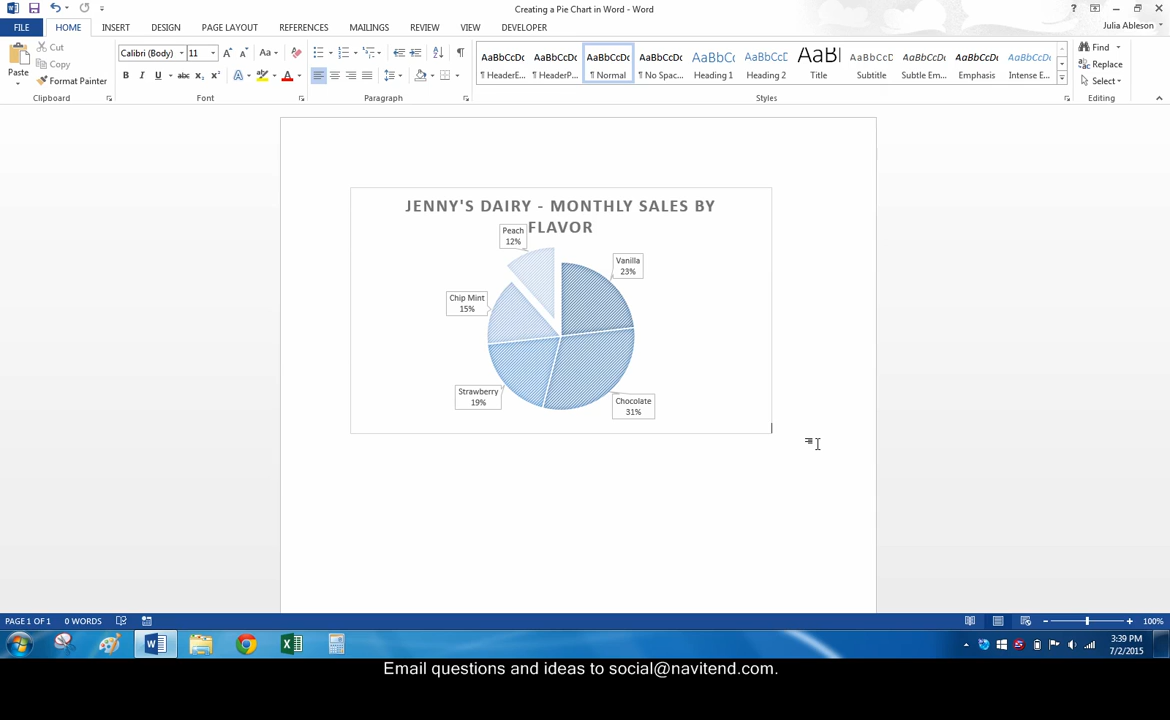 Creating a Pie Chart in Word - Word
?
Julia Ableson
FILE
HOME
INSERT
DESIGN
PAGE LAYOUT
REFERENCES
MAILINGS
REVIEW
VIEW
DEVELOPER
Paste
Cut
Copy
Format Painter
Clipboard
Calibri (Body)
11
Font
Paragraph
AaBbCcDc
¶ HeaderE...
AaBbCcDc
¶ HeaderP...
AaBbCcDc
¶ Normal
AaBbCcDc
¶ No Spac...
AaBbCc
Heading 1
AaBbCcD
Heading 2
AaBl
Title
AaBbCcD
Subtitle
AaBbCcDc
Subtle Em...
AaBbCcDc
Emphasis
AaBbCcDc
Intense E...
Styles
Find
Replace
Select
Editing
JENNY'S DAIRY - MONTHLY SALES BY
FLAVOR
Peach
12%
Vanilla
23%
Chip Mint
15%
Strawberry
19%
Chocolate
31%
PAGE 1 OF 1
0 WORDS
100%
3:39 PM
7/2/2015
Email questions and ideas to social@navitend.com.